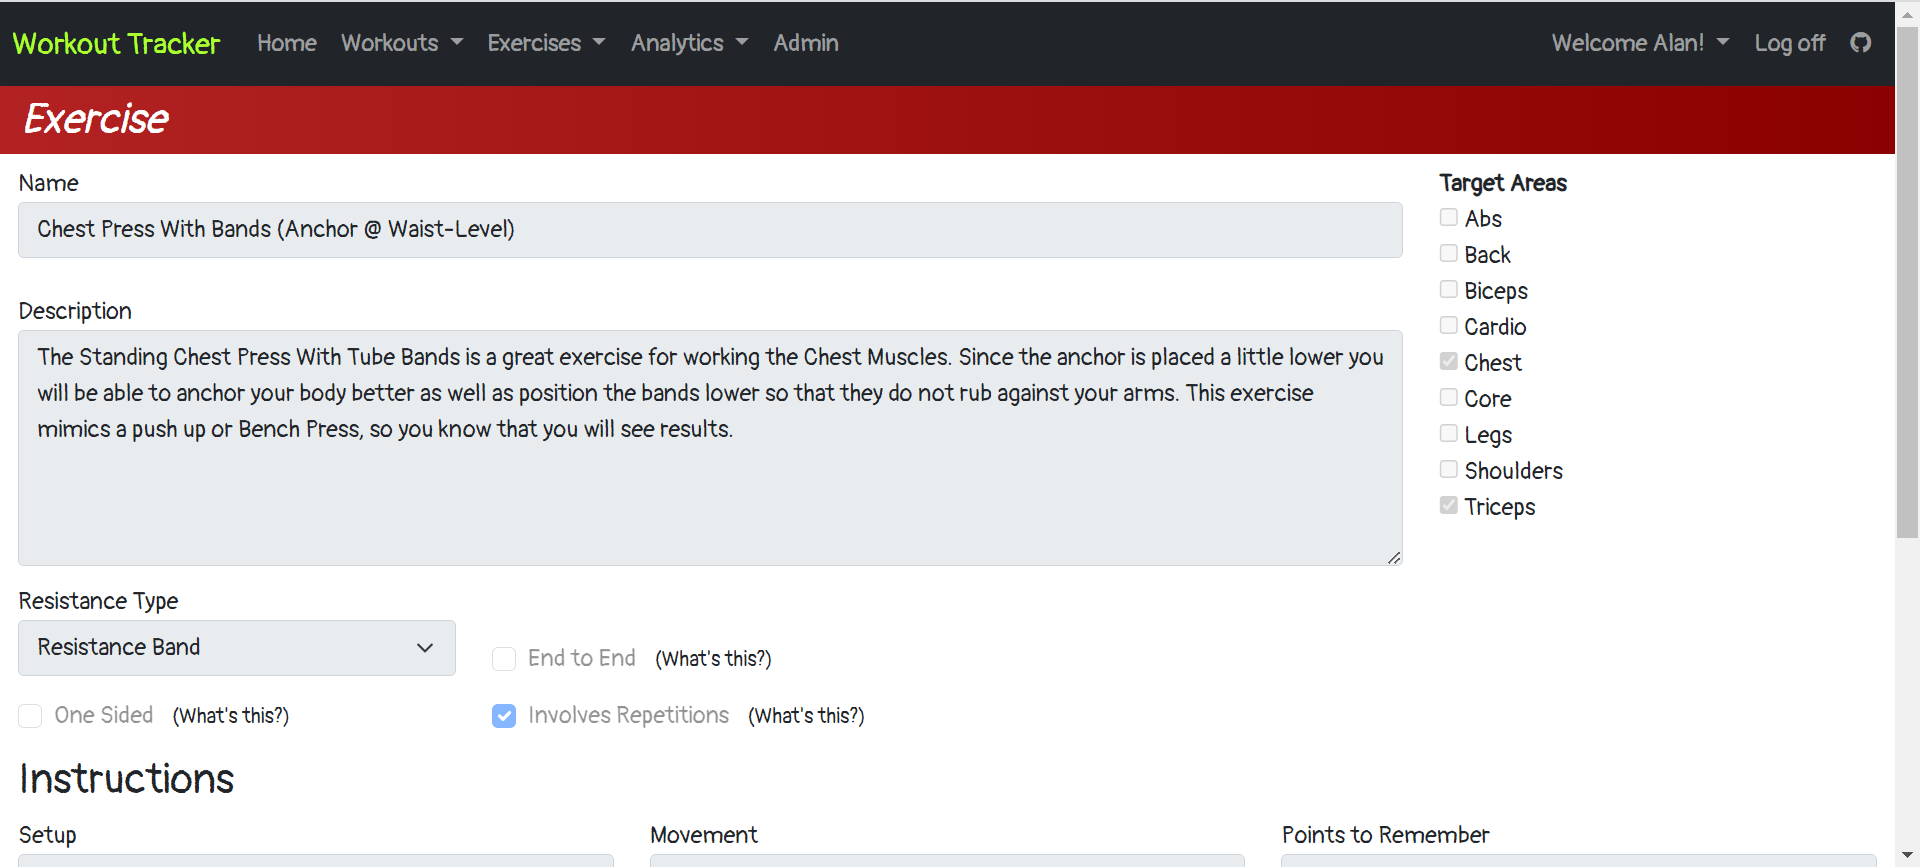 Workout Tracker Home Workouts Exercises Analytics Admin Welcome Alan! Log off
Exercise
Name
Chest Press With Bands (Anchor @ Waist-Level)
Description
The Standing Chest Press With Tube Bands is a great exercise for working the Chest Muscles. Since the anchor is placed a little lower you
will be able to anchor your body better as well as position the bands lower so that they do not rub against your arms. This exercise
mimics a push up or Bench Press, so you know that you will see results.
Target Areas
Abs
Back
Biceps
Cardio
Chest
Core
Legs
Shoulders
Triceps
Resistance Type
Resistance Band
End to End (What's this?)
One Sided (What's this?)
Involves Repetitions (What's this?)
Instructions
Setup
Movement
Points to Remember